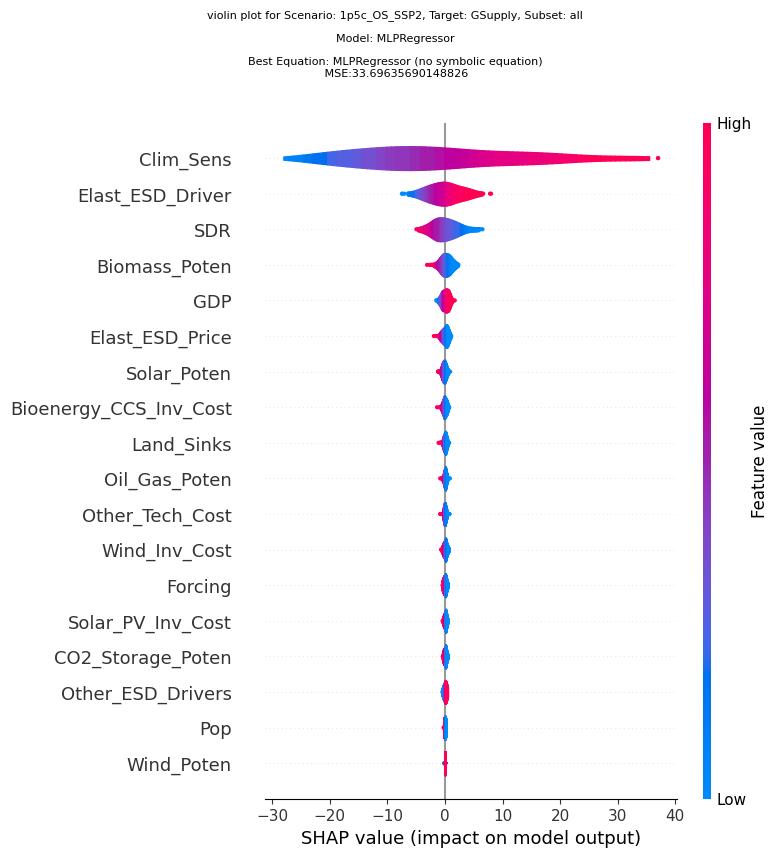 violin plot for Scenario: 1p5c_OS_SSP2, Target: GSupply, Subset: all
Model: MLPRegressor
Best Equation: MLPRegressor (no symbolic equation)
MSE:33.69635690148826
High
Clim_Sens
Elast_ESD_Driver
SDR
Biomass_Poten
GDP
Elast_ESD_Price
Solar_Poten
Bioenergy_CCS_Inv_Cost
Land_Sinks
Oil_Gas_Poten
Other_Tech_Cost
Wind_Inv_Cost
Forcing
Solar_PV_Inv_Cost
CO2_Storage_Poten
Other_ESD_Drivers
Pop
Wind_Poten
Feature value
Low
−30 −20 −10 0 10 20 30 40
SHAP value (impact on model output)